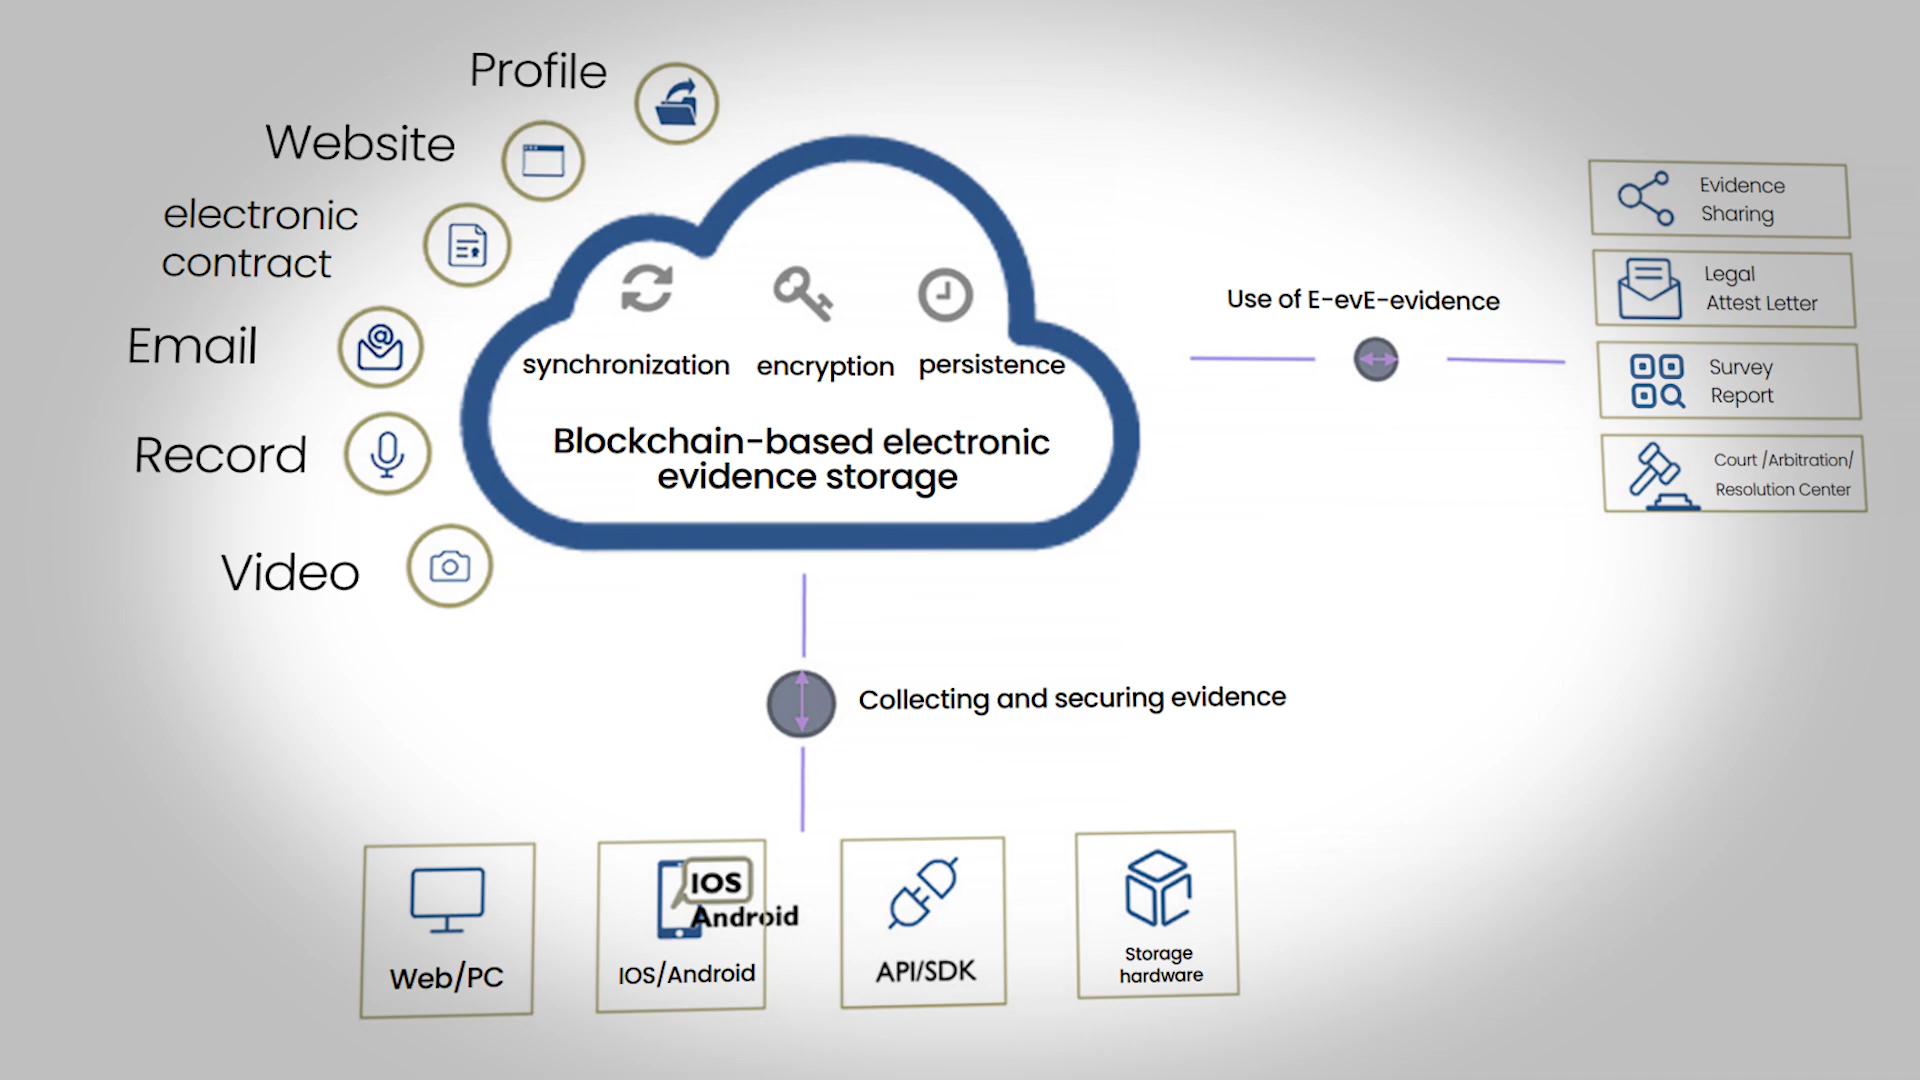 Profile
Website
electronic
contract
Email
Record
Video
synchronization encryption persistence
Blockchain-based electronic
evidence storage
Use of E-evE-evidence
Evidence
Sharing
Legal
Attest Letter
Survey
Report
Court /Arbitration/
Resolution Center
Collecting and securing evidence
Web/PC
IOS
Android
IOS/Android
API/SDK
Storage
hardware